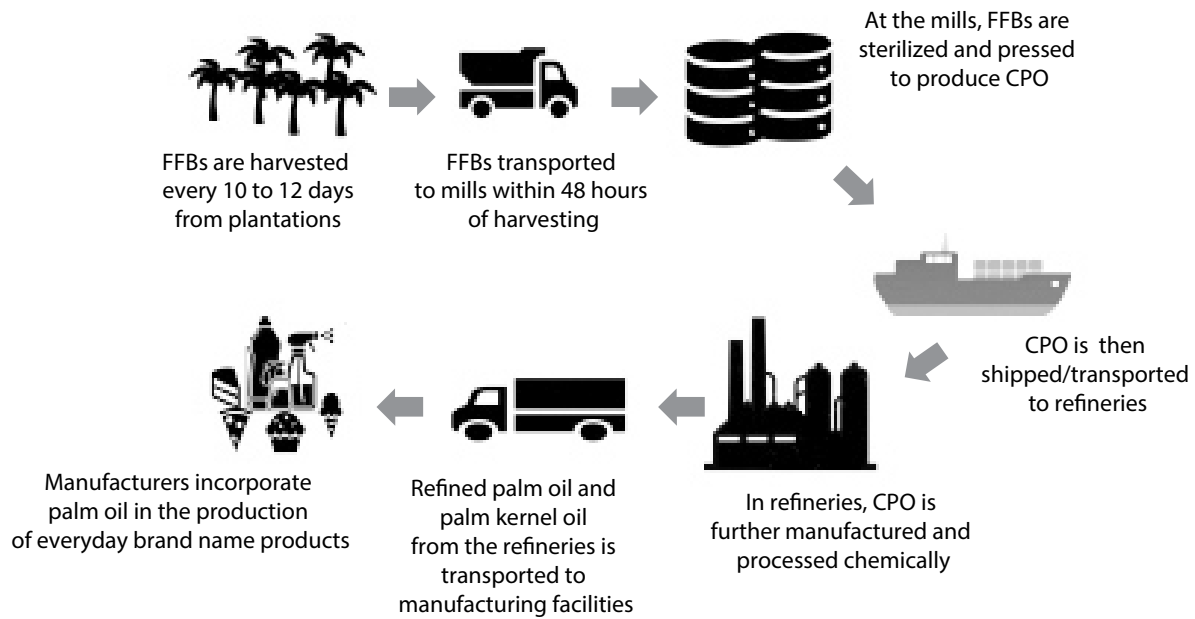 FFBs are harvested
every 10 to 12 days
from plantations
FFBs transported
to mills within 48 hours
of harvesting
At the mills, FFBs are
sterilized and pressed
to produce CPO
CPO is then
shipped/transported
to refineries
In refineries, CPO is
further manufactured and
processed chemically
Refined palm oil and
palm kernel oil
from the refineries is
transported to
manufacturing facilities
Manufacturers incorporate
palm oil in the production
of everyday brand name products